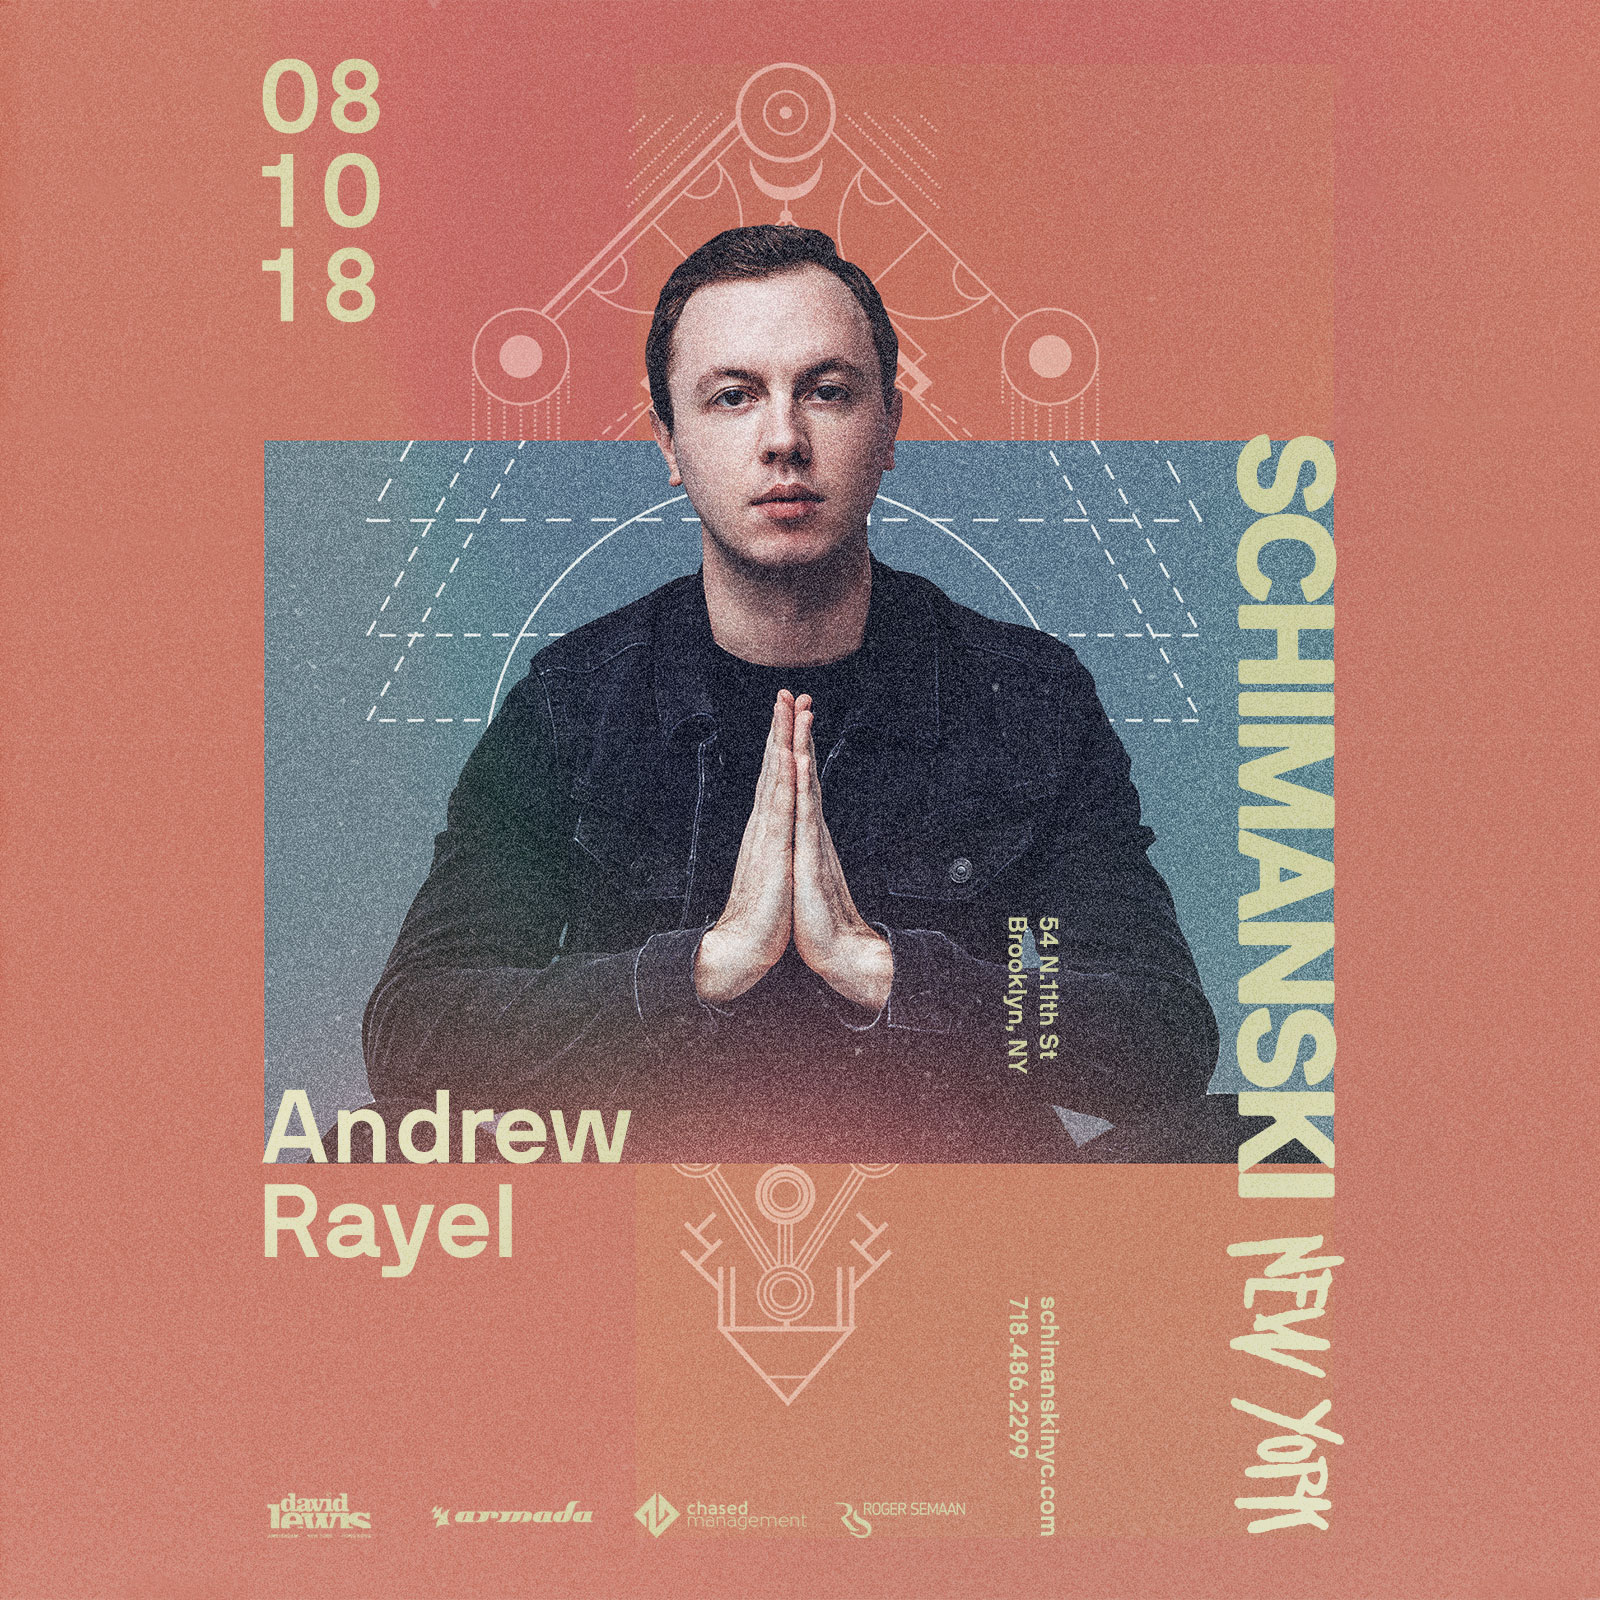 08
10
18
SCHIMANSKI NEW YORK
54 N.11th St
Brooklyn, NY
Andrew
Rayel
schimanskinyc.com
718.486.2299
david
lewis
armada
chased
management
RS
ROGER SEMAAN